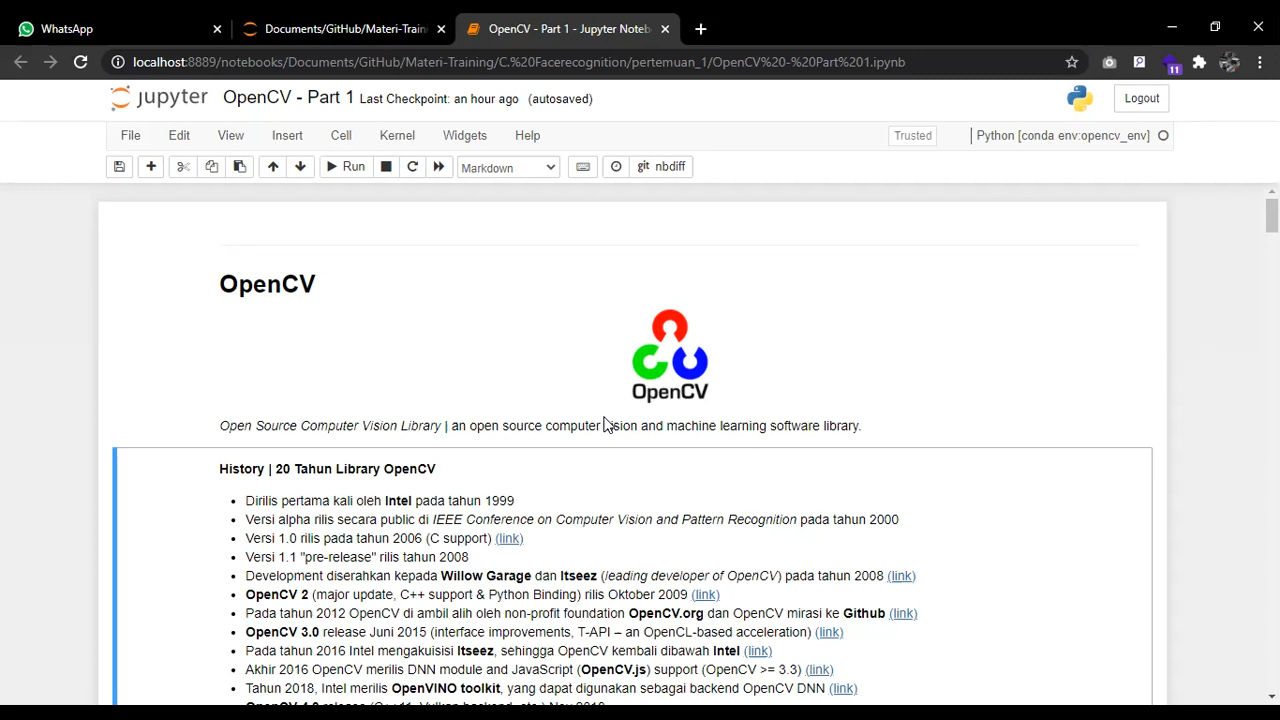 WhatsApp
Documents/GitHub/Materi-Train
OpenCV - Part 1 - Jupyter Noteb
localhost:8889/notebooks/Documents/GitHub/Materi-Training/C.%20Facerecognition/pertemuan_1/OpenCV%20-%20Part%201.ipynb
11
jupyter OpenCV - Part 1 Last Checkpoint: an hour ago (autosaved)
Logout
File Edit View Insert Cell Kernel Widgets Help
Trusted
Python [conda env:opencv_env]
Run
Markdown
git nbdiff
OpenCV
OpenCV
Open Source Computer Vision Library | an open source computer vision and machine learning software library.
History | 20 Tahun Library OpenCV
Dirilis pertama kali oleh Intel pada tahun 1999
Versi alpha rilis secara public di IEEE Conference on Computer Vision and Pattern Recognition pada tahun 2000
Versi 1.0 rilis pada tahun 2006 (C support) (link)
Versi 1.1 "pre-release" rilis tahun 2008
Development diserahkan kepada Willow Garage dan Itseez (leading developer of OpenCV) pada tahun 2008 (link)
OpenCV 2 (major update, C++ support & Python Binding) rilis Oktober 2009 (link)
Pada tahun 2012 OpenCV di ambil alih oleh non-profit foundation OpenCV.org dan OpenCV mirasi ke Github (link)
OpenCV 3.0 release Juni 2015 (interface improvements, T-API – an OpenCL-based acceleration) (link)
Pada tahun 2016 Intel mengakuisisi Itseez, sehingga OpenCV kembali dibawah Intel (link)
Akhir 2016 OpenCV merilis DNN module and JavaScript (OpenCV.js) support (OpenCV >= 3.3) (link)
Tahun 2018, Intel merilis OpenVINO toolkit, yang dapat digunakan sebagai backend OpenCV DNN (link)